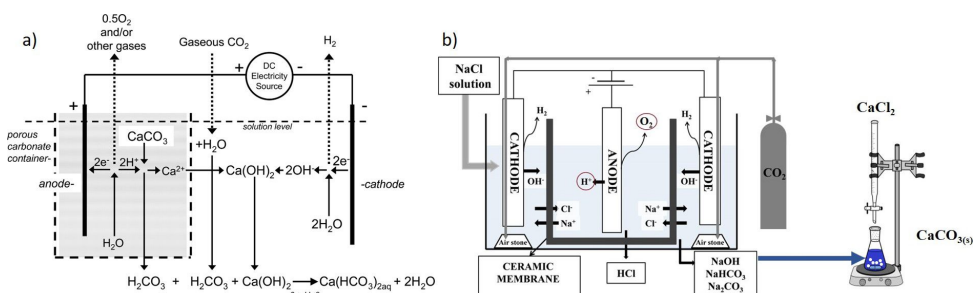 a)
0.5O₂
and/or
other gases
Gaseous CO₂
H₂
+
DC
Electricity
Source
-
+
-
solution level
porous
carbonate
container-
CaCO₃
+H₂O
2e⁻ 2H⁺
Ca²⁺
Ca(OH)₂
2OH⁻
2e⁻
anode-
-cathode
H₂O
2H₂O
H₂CO₃ + H₂CO₃ + Ca(OH)₂ → Ca(HCO₃)₂aq + 2H₂O
b)
NaCl
solution
-
+
H₂
O₂
H₂
CATHODE
ANODE
CATHODE
OH⁻
H⁺
OH⁻
Cl⁻
Na⁺
Na⁺
Cl⁻
Air stone
Air stone
CERAMIC
MEMBRANE
HCl
NaOH
NaHCO₃
Na₂CO₃
CO₂
CaCl₂
CaCO₃(s)